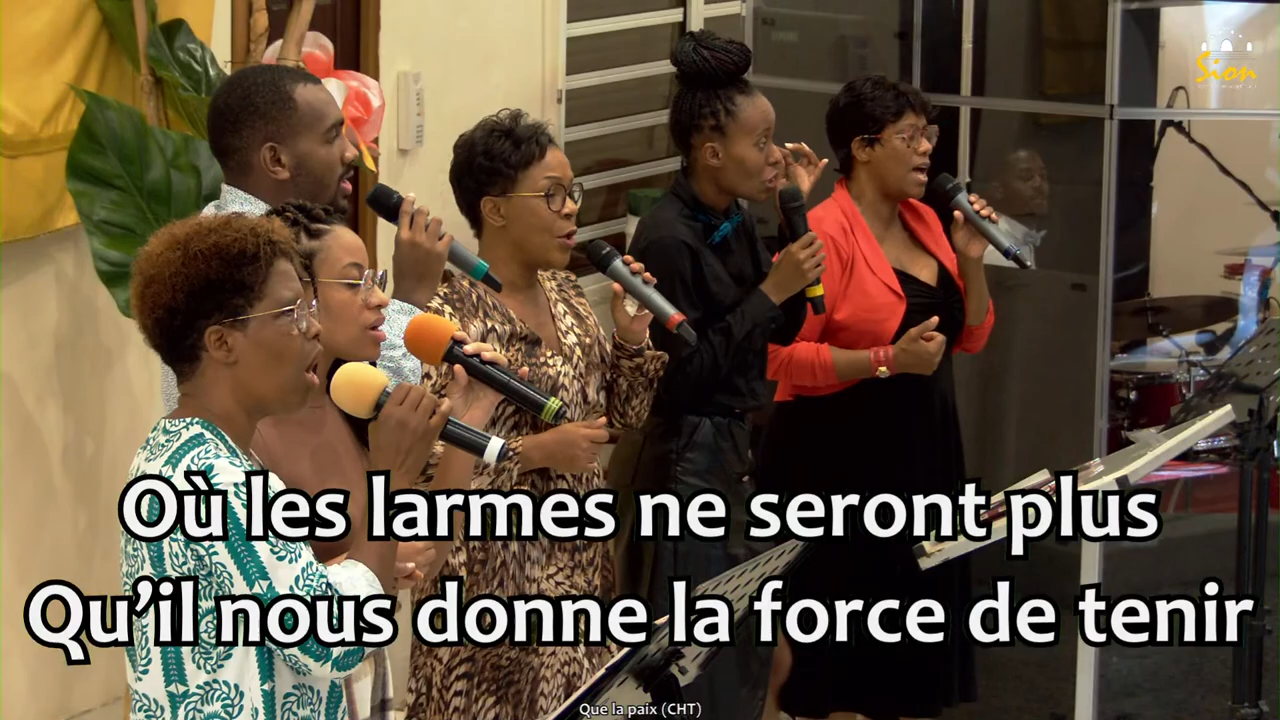 Sion
Où les larmes ne seront plus
Qu’il nous donne la force de tenir
Que la paix (CHT)